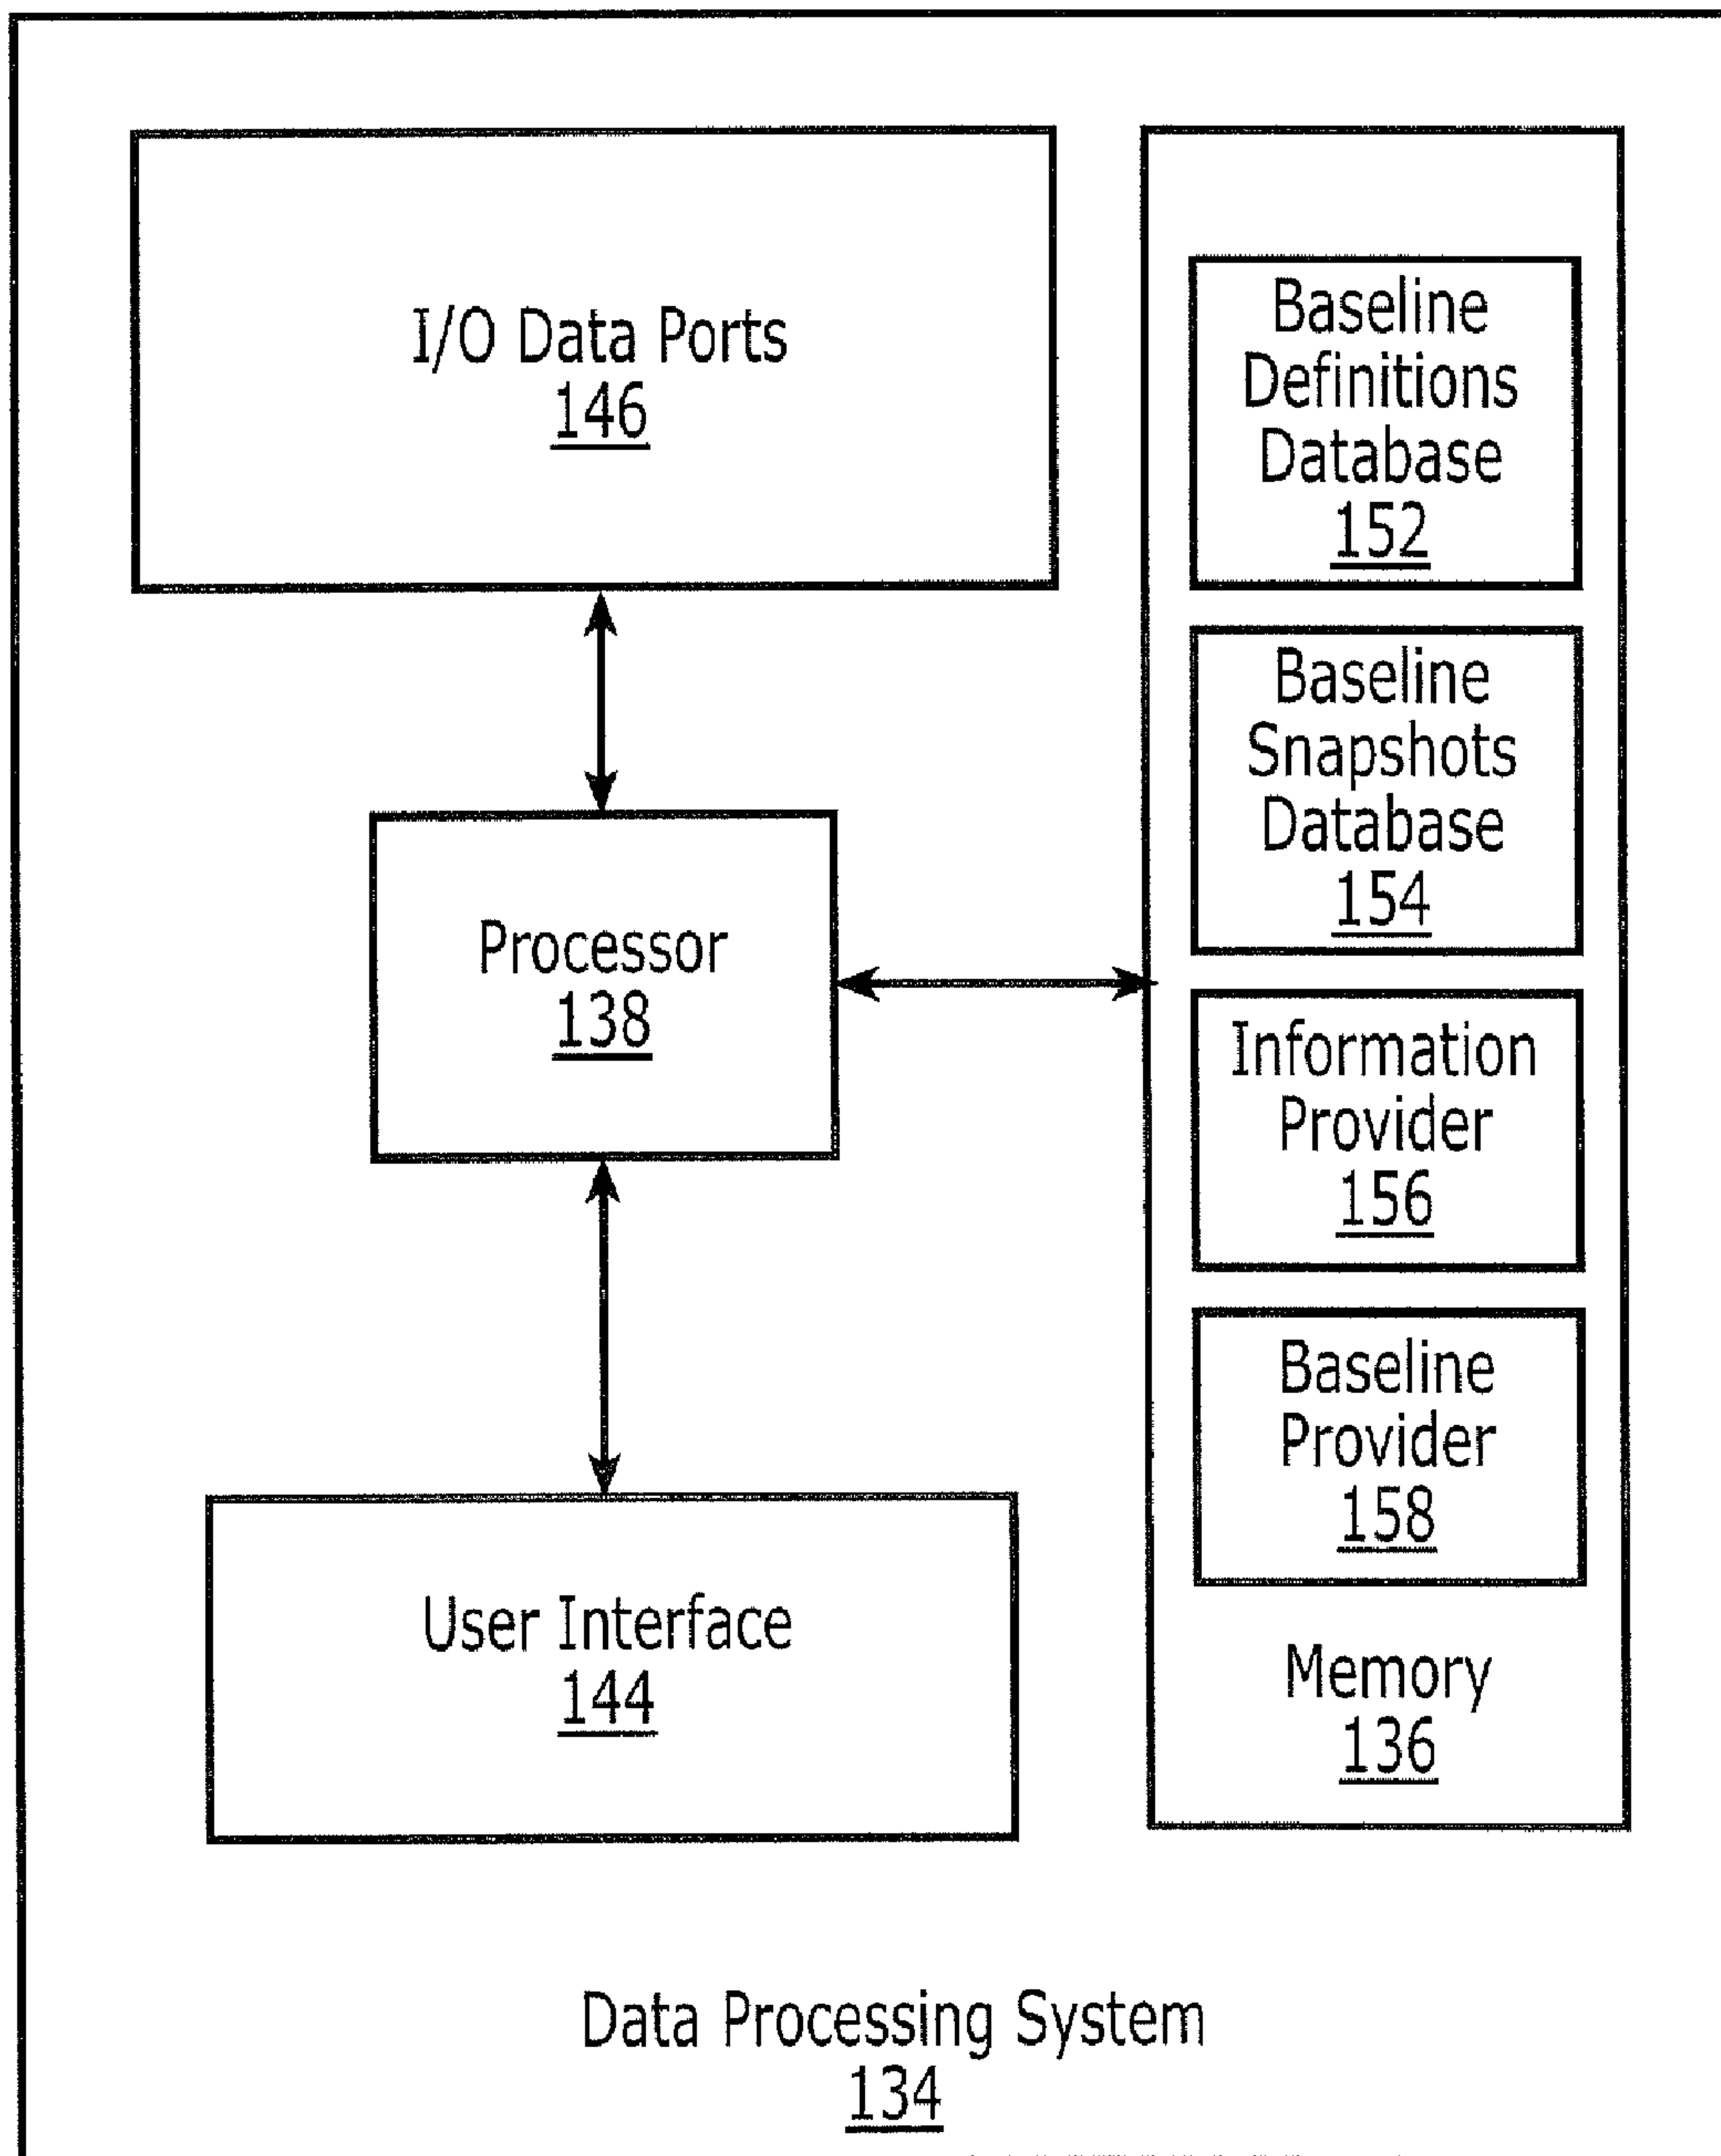 I/O Data Ports
146
Processor
138
User Interface
144
Baseline
Definitions
Database
152
Baseline
Snapshots
Database
154
Information
Provider
156
Baseline
Provider
158
Memory
136
Data Processing System
134